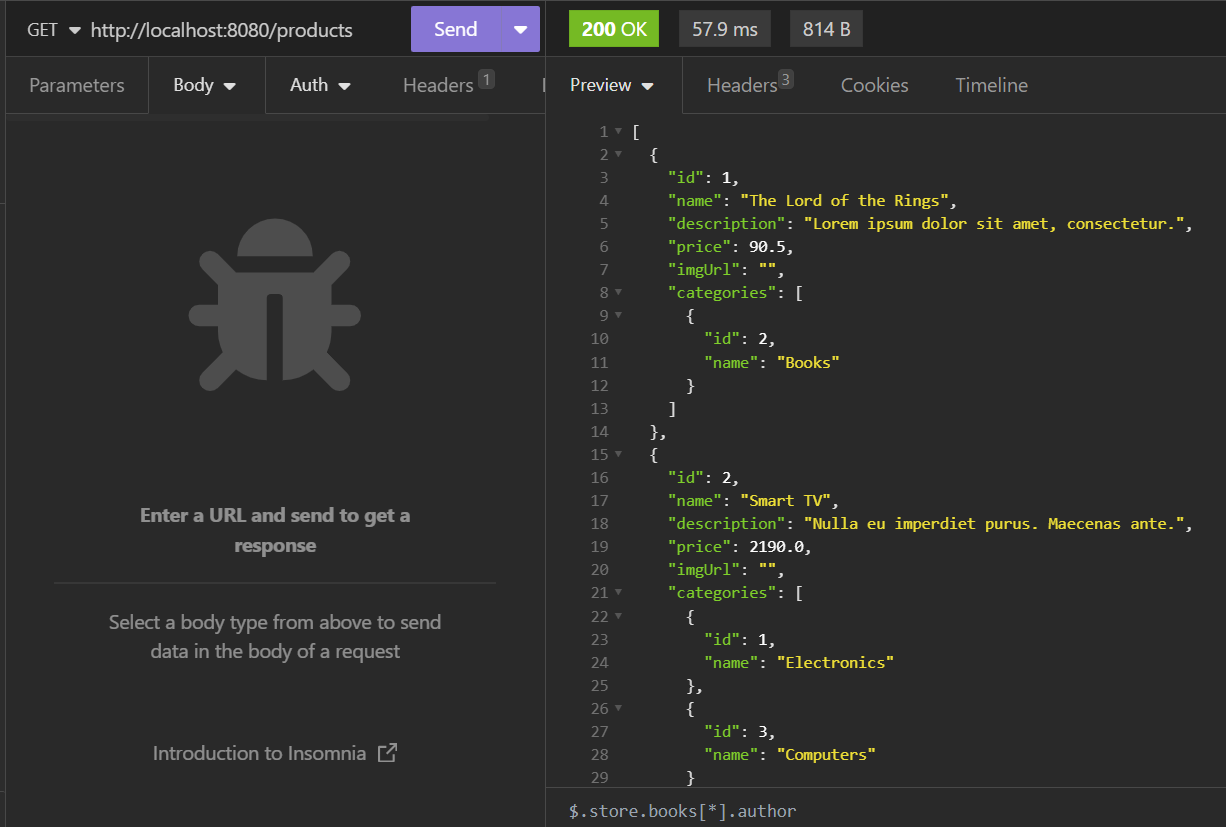 GET http://localhost:8080/products Send
Parameters Body Auth Headers 1
Enter a URL and send to get a
response
Select a body type from above to send
data in the body of a request
Introduction to Insomnia
200 OK 57.9 ms 814 B
Preview Headers 3 Cookies Timeline
1 [
2 {
3 "id": 1,
4 "name": "The Lord of the Rings",
5 "description": "Lorem ipsum dolor sit amet, consectetur.",
6 "price": 90.5,
7 "imgUrl": "",
8 "categories": [
9 {
10 "id": 2,
11 "name": "Books"
12 }
13 ]
14 },
15 {
16 "id": 2,
17 "name": "Smart TV",
18 "description": "Nulla eu imperdiet purus. Maecenas ante.",
19 "price": 2190.0,
20 "imgUrl": "",
21 "categories": [
22 {
23 "id": 1,
24 "name": "Electronics"
25 },
26 {
27 "id": 3,
28 "name": "Computers"
29 }
$.store.books[*].author